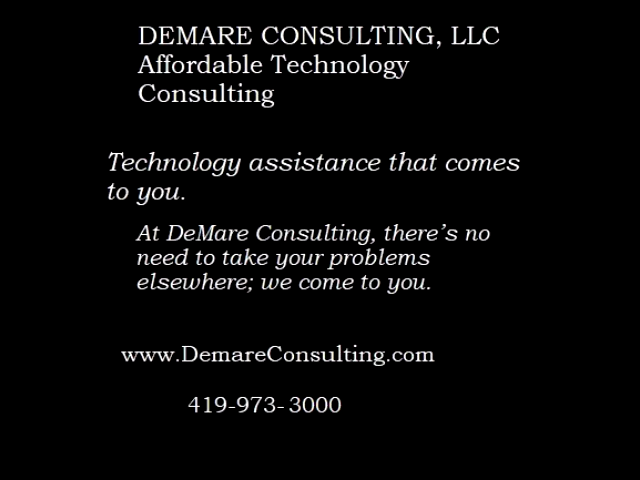 DEMARE CONSULTING, LLC
Affordable Technology
Consulting
Technology assistance that comes
to you.
At DeMare Consulting, there's no
need to take your problems
elsewhere; we come to you.
www.DemareConsulting.com
419-973-3000